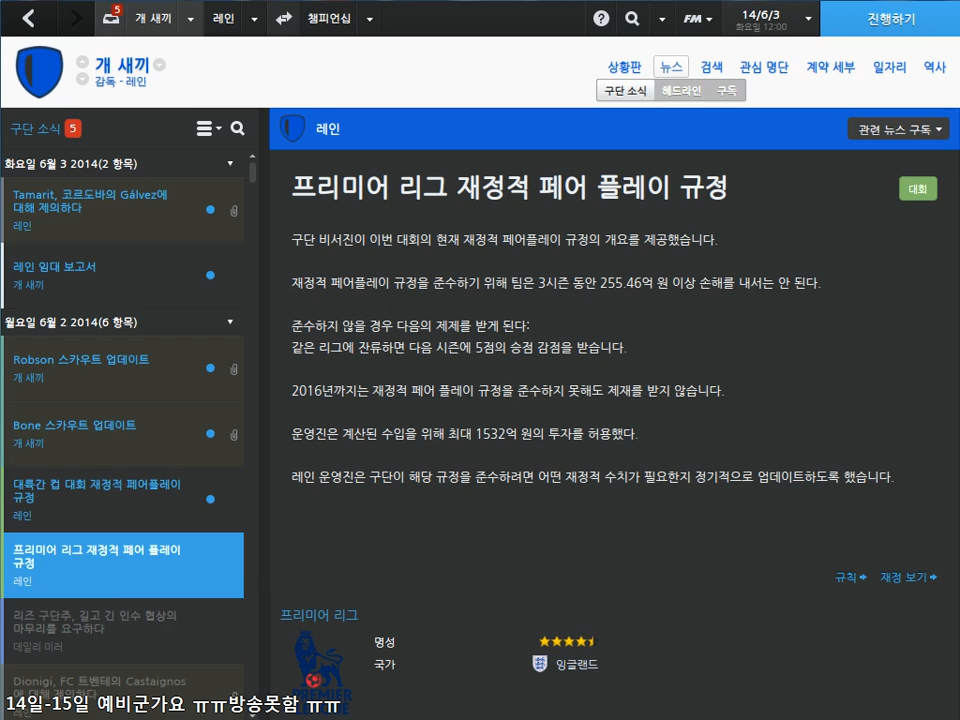 5
개 새끼
레인
챔피언십
?
FM
14/6/3
화요일 12:00
진행하기
개 새끼
감독 - 레인
상황판
뉴스
검색
관심 명단
계약 세부
일자리
역사
구단 소식
헤드라인
구독
구단 소식 5
화요일 6월 3 2014(2 항목)
Tamarit, 코르도바의 Gálvez에
대해 제의하다
레인
레인 임대 보고서
개 새끼
월요일 6월 2 2014(6 항목)
Robson 스카우트 업데이트
개 새끼
Bone 스카우트 업데이트
개 새끼
대륙간 컵 대회 재정적 페어플레이
규정
레인
프리미어 리그 재정적 페어 플레이
규정
레인
리즈 구단주, 길고 긴 인수 협상의
마무리를 요구하다
데일리 미러
Dionigi, FC 트벤테의 Castaignos
에 대해 제의하다
레인
관련 뉴스 구독
프리미어 리그 재정적 페어 플레이 규정
대회
구단 비서진이 이번 대회의 현재 재정적 페어플레이 규정의 개요를 제공했습니다.
재정적 페어플레이 규정을 준수하기 위해 팀은 3시즌 동안 255.46억 원 이상 손해를 내서는 안 된다.
준수하지 않을 경우 다음의 제제를 받게 된다:
같은 리그에 잔류하면 다음 시즌에 5점의 승점 감점을 받습니다.
2016년까지는 재정적 페어 플레이 규정을 준수하지 못해도 제재를 받지 않습니다.
운영진은 계산된 수입을 위해 최대 1532억 원의 투자를 허용했다.
레인 운영진은 구단이 해당 규정을 준수하려면 어떤 재정적 수치가 필요한지 정기적으로 업데이트하도록 했습니다.
규칙
재정 보기
프리미어 리그
명성
국가
잉글랜드
PREMIER
14일-15일 예비군가요 ㅠㅠ방송못함 ㅠㅠ